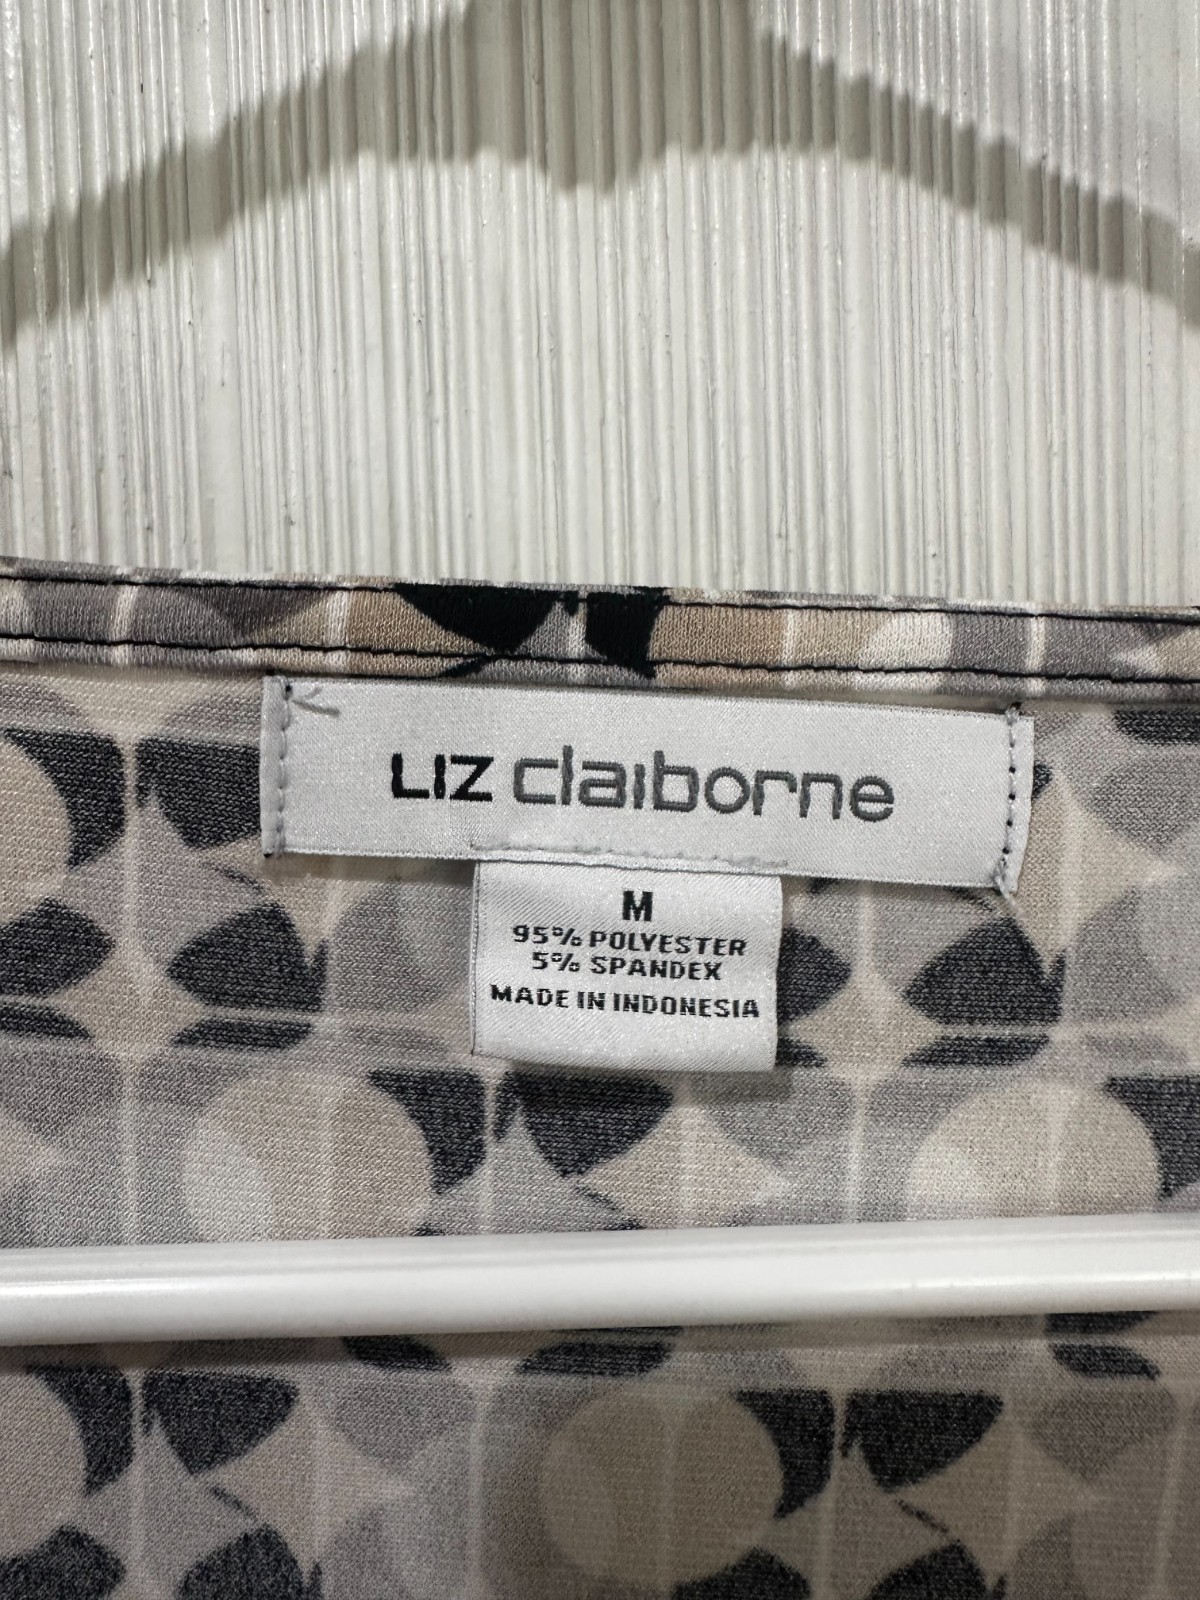 LIZ claiborne
M
95% POLYESTER
5% SPANDEX
MADE IN INDONESIA